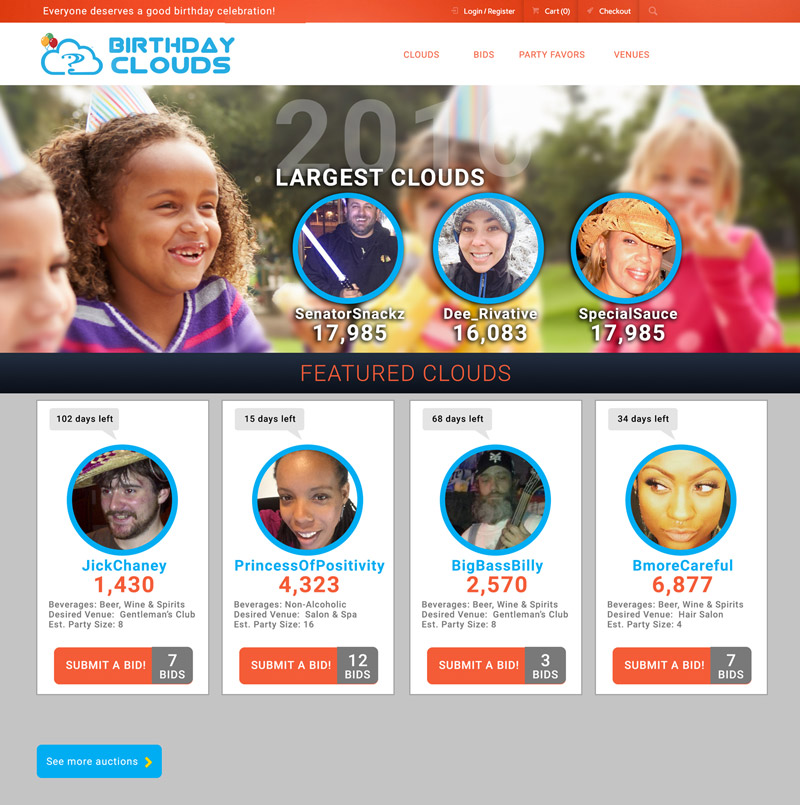 Everyone deserves a good birthday celebration!
Login / Register
Cart (0)
Checkout
?
BIRTHDAY
CLOUDS
CLOUDS
BIDS
PARTY FAVORS
VENUES
2016
LARGEST CLOUDS
SenatorSnackz
17,985
Dee_Rivative
16,083
SpecialSauce
17,985
FEATURED CLOUDS
102 days left
JickChaney
1,430
Beverages: Beer, Wine & Spirits
Desired Venue: Gentleman's Club
Est. Party Size: 8
SUBMIT A BID!
7
BIDS
15 days left
PrincessOfPositivity
4,323
Beverages: Non-Alcoholic
Desired Venue: Salon & Spa
Est. Party Size: 16
SUBMIT A BID!
12
BIDS
68 days left
BigBassBilly
2,570
Beverages: Beer, Wine & Spirits
Desired Venue: Gentleman's Club
Est. Party Size: 8
SUBMIT A BID!
3
BIDS
34 days left
BmoreCareful
6,877
Beverages: Beer, Wine & Spirits
Desired Venue: Hair Salon
Est. Party Size: 4
SUBMIT A BID!
7
BIDS
See more auctions